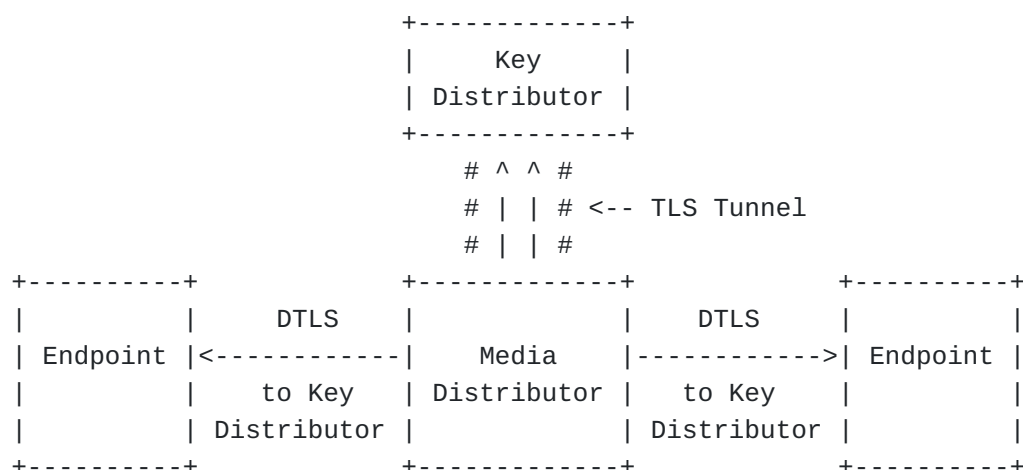 +-------------+
                         |     Key     |
                         | Distributor |
                         +-------------+
                             # ^ ^ #
                             # | | # <-- TLS Tunnel
                             # | | #
+----------+             +-------------+             +----------+
|          |     DTLS    |             |    DTLS     |          |
| Endpoint |<------------|    Media    |------------>| Endpoint |
|          |    to Key   | Distributor |   to Key    |          |
|          | Distributor |             | Distributor |          |
+----------+             +-------------+             +----------+